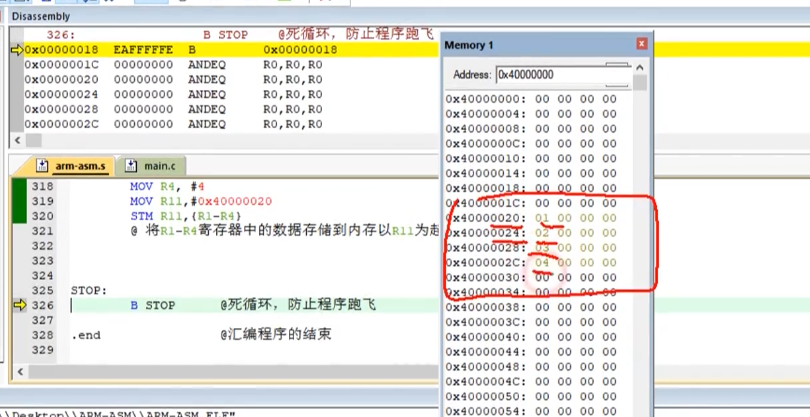 Disassembly
326: B STOP @死循环，防止程序跑飞
0x00000018 EAFFFFFE B 0x00000018
0x0000001C 00000000 ANDEQ R0,R0,R0
0x00000020 00000000 ANDEQ R0,R0,R0
0x00000024 00000000 ANDEQ R0,R0,R0
0x00000028 00000000 ANDEQ R0,R0,R0
0x0000002C 00000000 ANDEQ R0,R0,R0
arm-asm.s main.c
318 MOV R4, #4
319 MOV R11,#0x40000020
320 STM R11,{R1-R4}
321 @ 将R1-R4寄存器中的数据存储到内存以R11为起
322
323
324
325 STOP:
326 B STOP @死循环，防止程序跑飞
327
328 .end @汇编程序的结束
329
Memory 1
Address: 0x40000000
0x40000000: 00 00 00 00
0x40000004: 00 00 00 00
0x40000008: 00 00 00 00
0x4000000C: 00 00 00 00
0x40000010: 00 00 00 00
0x40000014: 00 00 00 00
0x40000018: 00 00 00 00
0x4000001C: 00 00 00 00
0x40000020: 01 00 00 00
0x40000024: 02 00 00 00
0x40000028: 03 00 00 00
0x4000002C: 04 00 00 00
0x40000030: 00 00 00 00
0x40000034: 00 00 00 00
0x40000038: 00 00 00 00
0x4000003C: 00 00 00 00
0x40000040: 00 00 00 00
0x40000044: 00 00 00 00
0x40000048: 00 00 00 00
0x4000004C: 00 00 00 00
0x40000050: 00 00 00 00
0x40000054: 00 00 00 00
\Desktop\\ARM-ASM\\ARM-ASM.ELF"